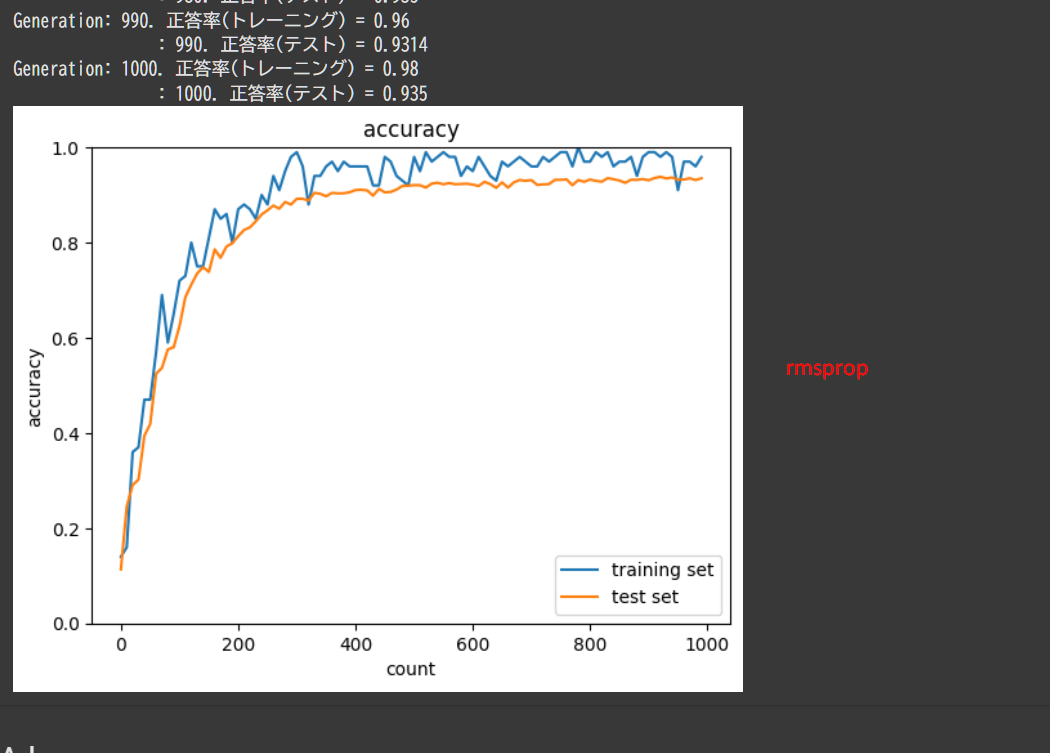 Generation: 990. 正答率(トレーニング) = 0.96
: 990. 正答率(テスト) = 0.9314
Generation: 1000. 正答率(トレーニング) = 0.98
: 1000. 正答率(テスト) = 0.935
accuracy
1.0
0.8
0.6
0.4
0.2
0.0
accuracy
0 200 400 600 800 1000
count
training set
test set
rmsprop